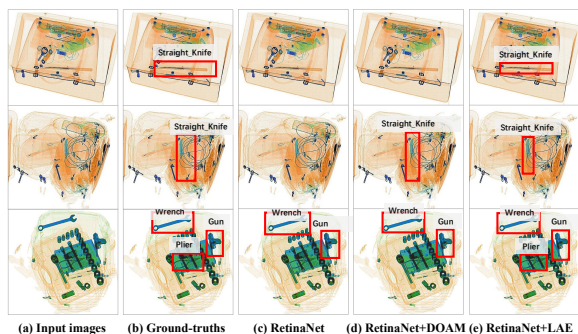 Straight_Knife
Straight_Knife
Straight_Knife
Straight_Knife
Straight_Knife
Wrench
Gun
Plier
Wrench
Gun
Wrench
Gun
Wrench
Gun
Plier
(a) Input images
(b) Ground-truths
(c) RetinaNet
(d) RetinaNet+DOAM
(e) RetinaNet+LAE